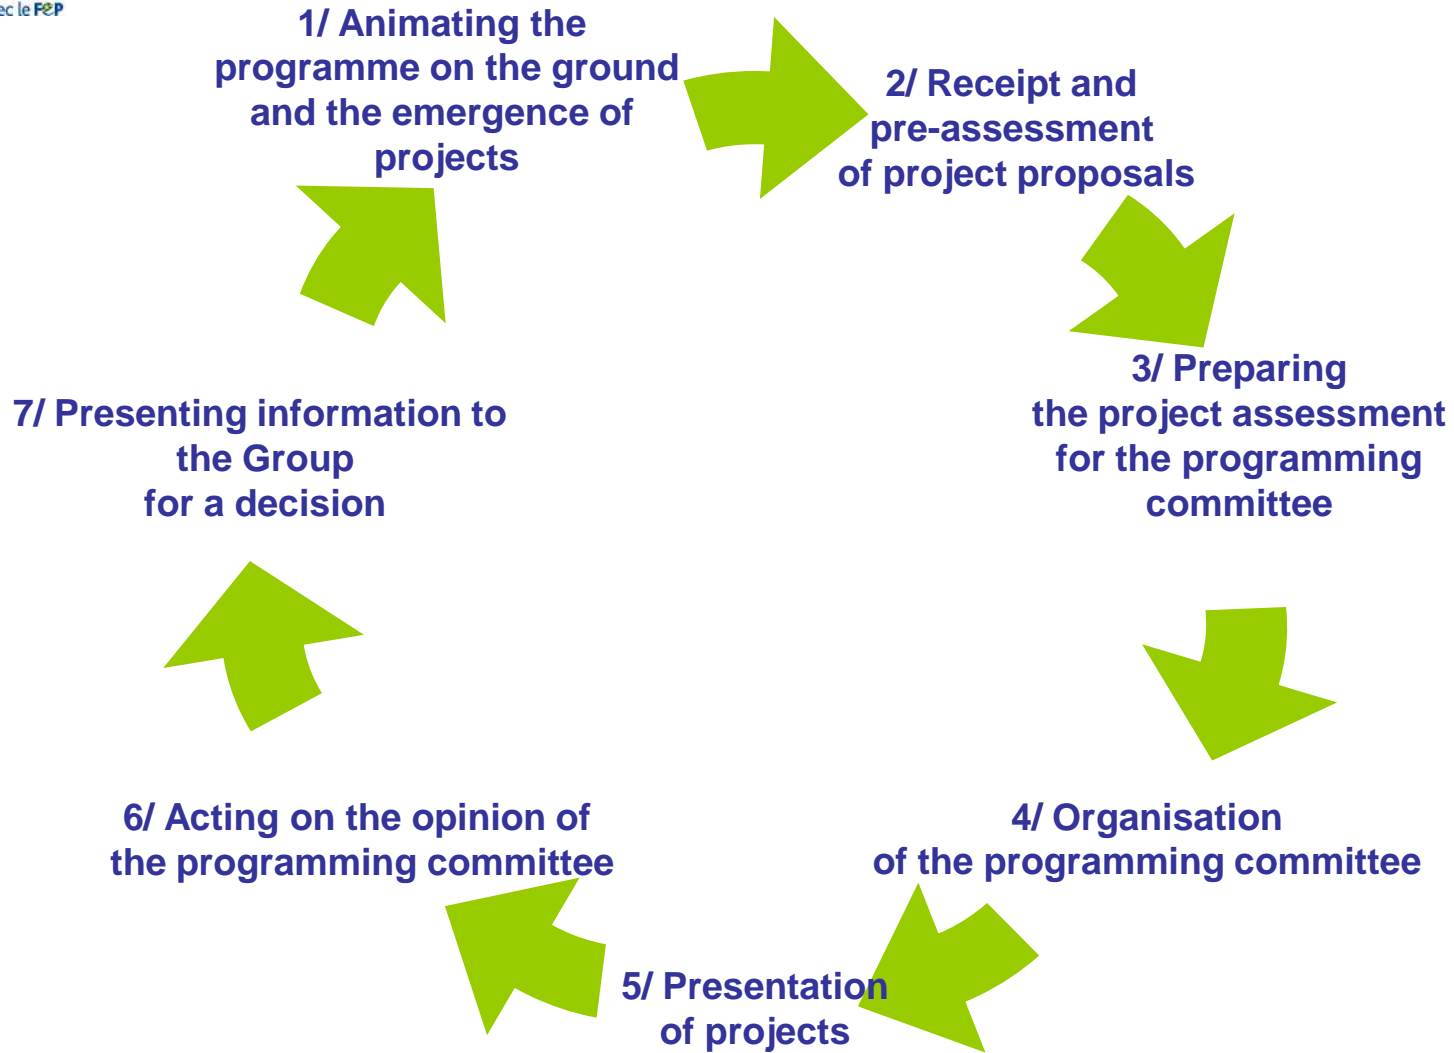 ec le FEP
1/ Animating the
programme on the ground
and the emergence of
projects
2/ Receipt and
pre-assessment
of project proposals
3/ Preparing
the project assessment
for the programming
committee
4/ Organisation
of the programming committee
5/ Presentation
of projects
6/ Acting on the opinion of
the programming committee
7/ Presenting information to
the Group
for a decision